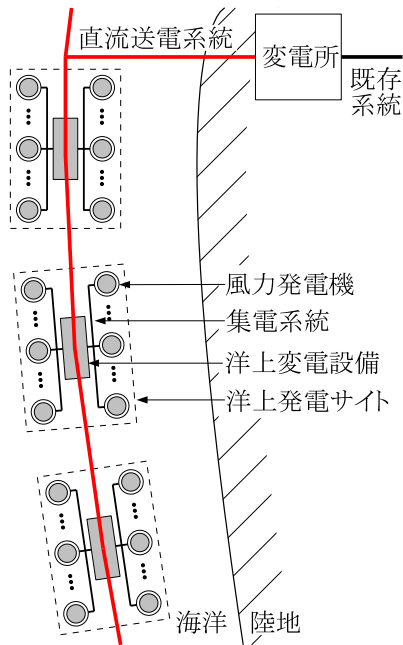 直流送電系統
変電所
既存
系統
風力発電機
集電系統
洋上変電設備
洋上発電サイト
海洋 陸地